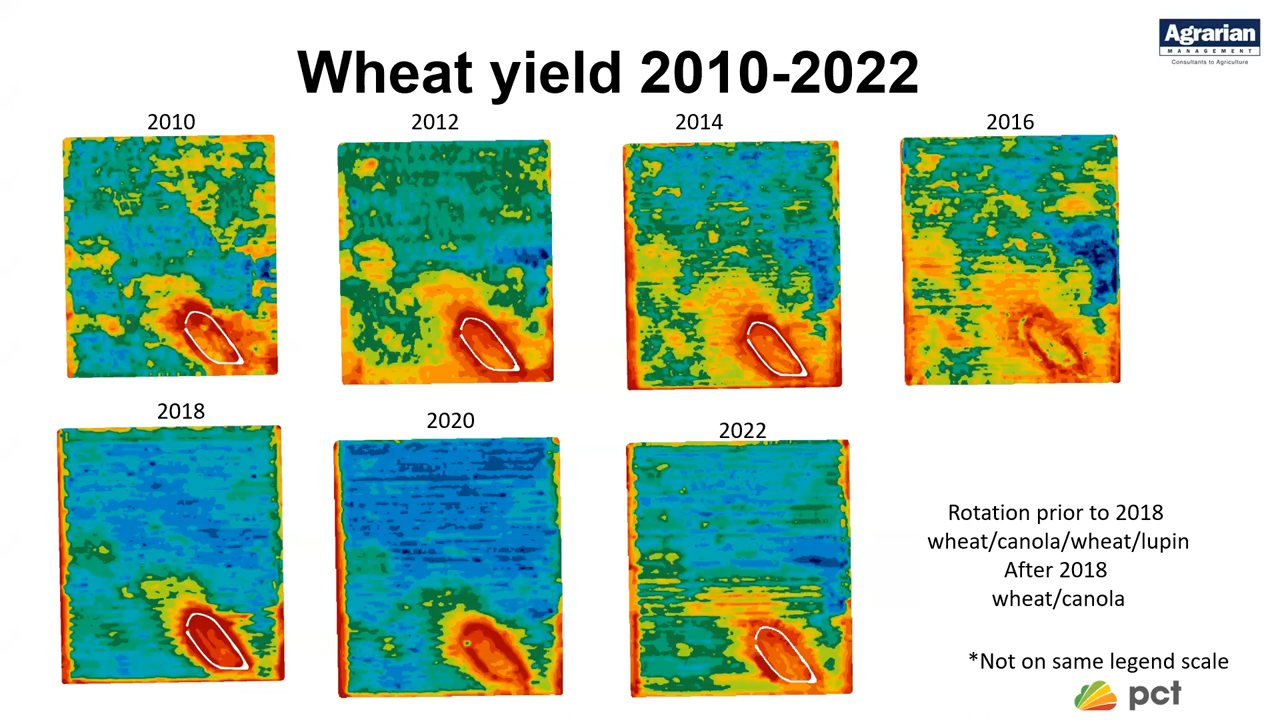 Agrarian
MANAGEMENT
Consultants to Agriculture
Wheat yield 2010-2022
2010
2012
2014
2016
2018
2020
2022
Rotation prior to 2018
wheat/canola/wheat/lupin
After 2018
wheat/canola
*Not on same legend scale
pct